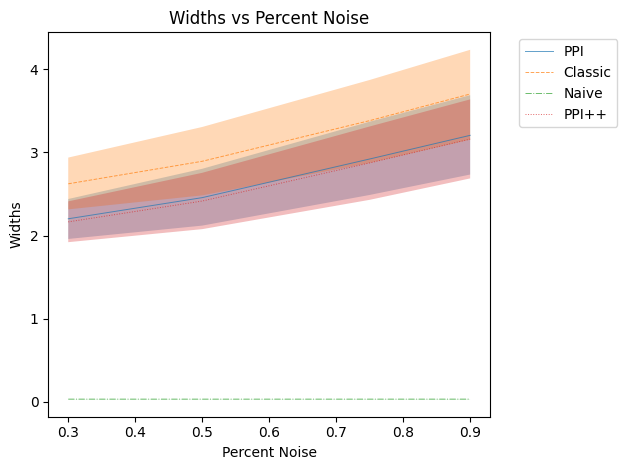 Widths vs Percent Noise
PPI
Classic
Naive
PPI++
Widths
4
3
2
1
0
0.3 0.4 0.5 0.6 0.7 0.8 0.9
Percent Noise